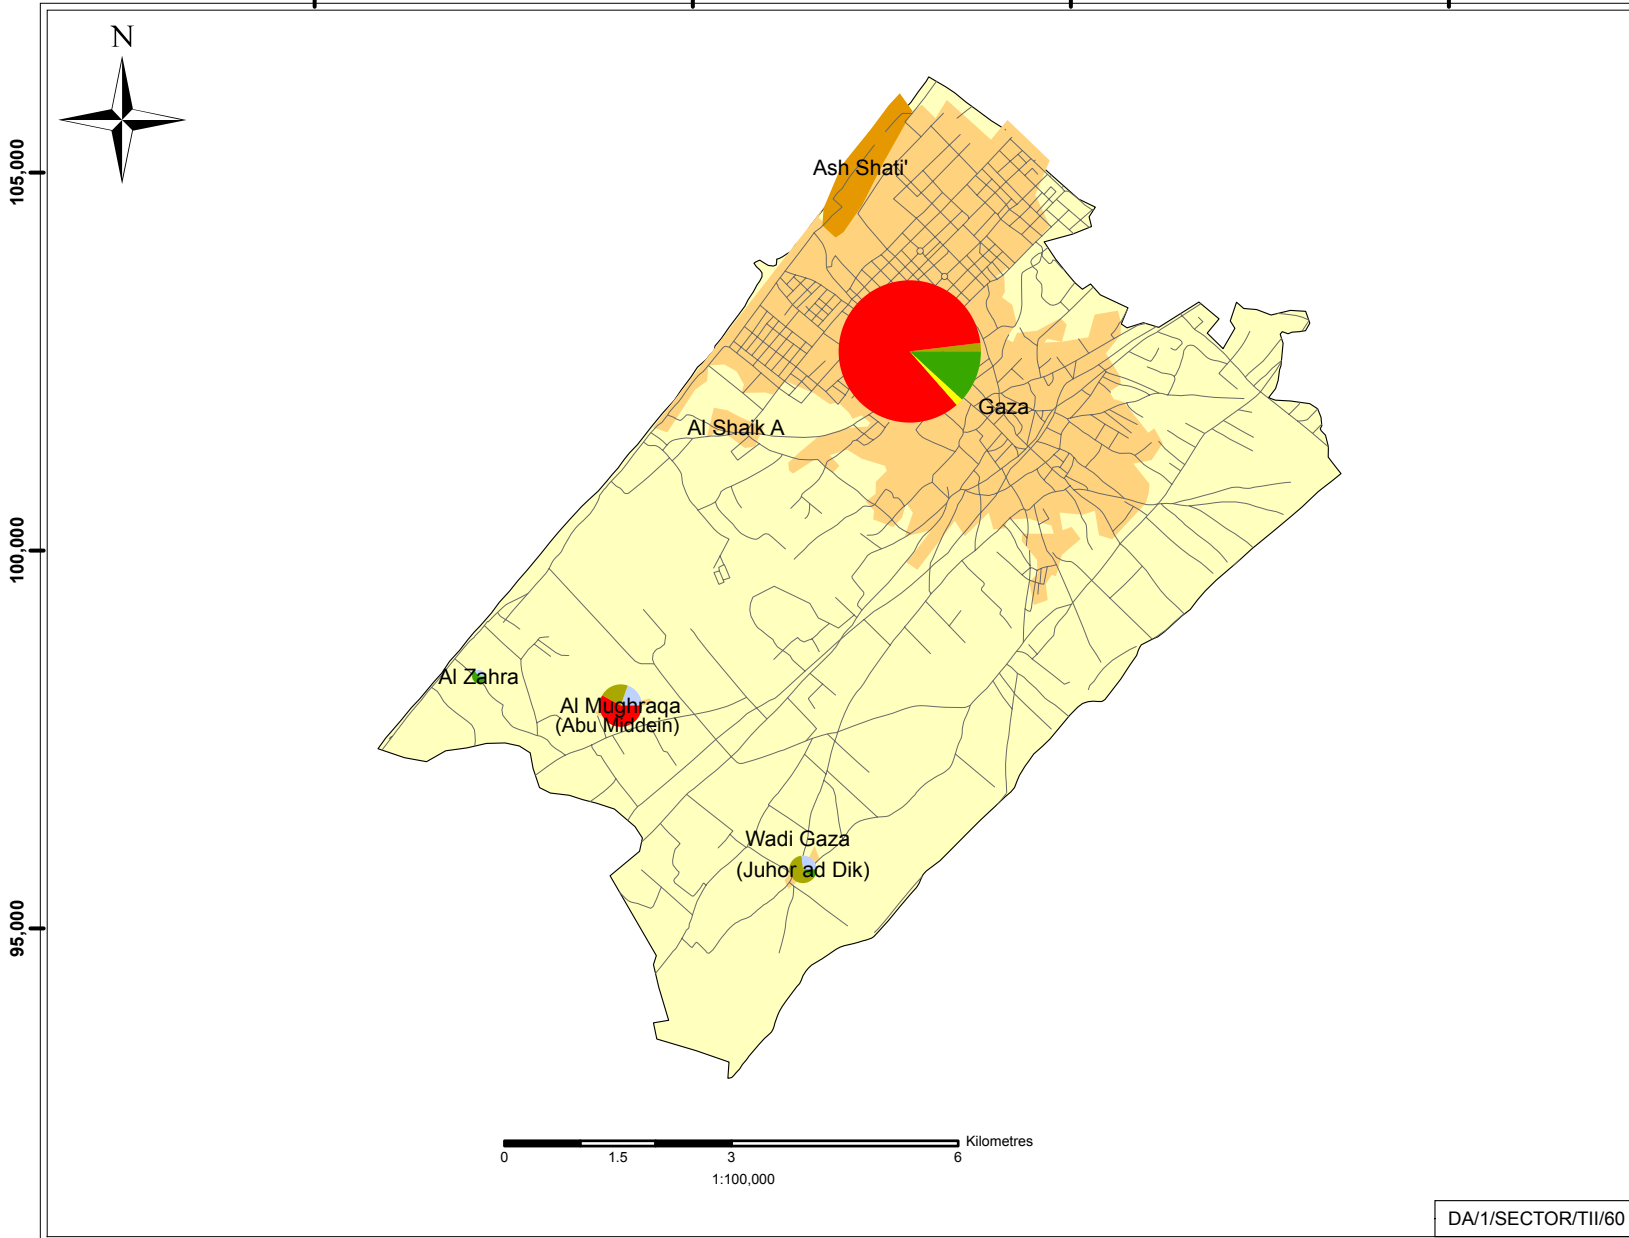 N
105,000
Ash Shati'
Gaza
Al Shaik A
100,000
Al Zahra
Al Mughraqa
(Abu Middein)
Wadi Gaza
(Juhor ad Dik)
95,000
Kilometres
0 1.5 3 6
1:100,000
DA/1/SECTOR/TII/60